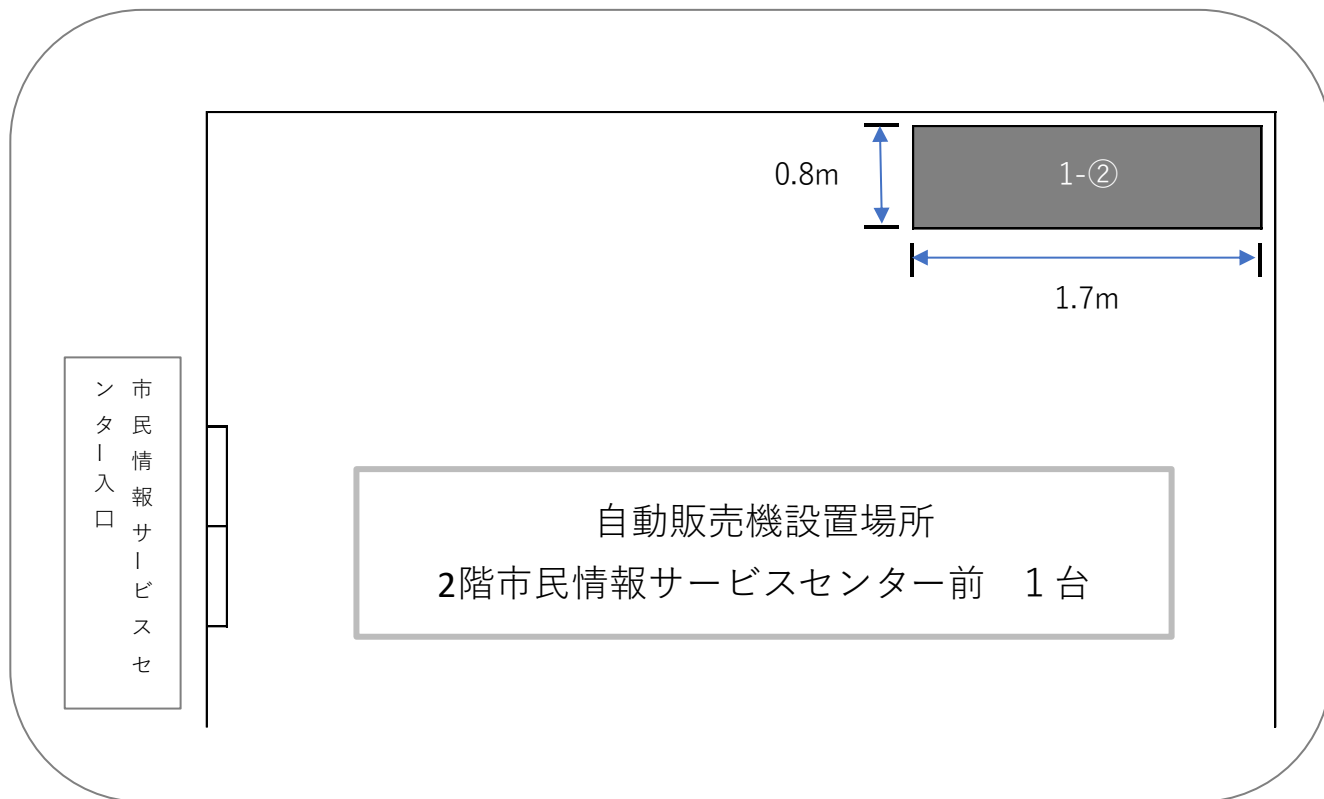 0.8m
1-②
1.7m
市民情報サービスセ
ンター入口
自動販売機設置場所
2階市民情報サービスセンター前　１台